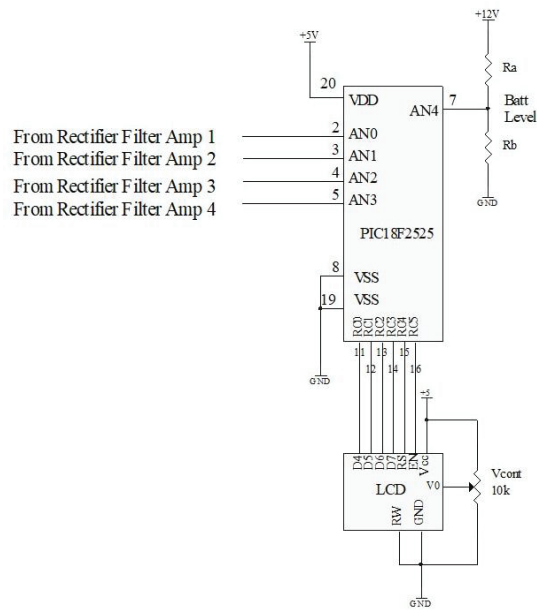 +12V
+5V
Ra
20
VDD
7
AN4
Batt
Level
From Rectifier Filter Amp 1
2
AN0
From Rectifier Filter Amp 2
3
AN1
Rb
From Rectifier Filter Amp 3
4
AN2
From Rectifier Filter Amp 4
5
AN3
GND
PIC18F2525
8
VSS
19
VSS
RC0
RC1
RC2
RC3
RC4
RC5
11
13
15
12
14
16
GND
+5
D4
D5
D6
D7
RS
EN
Vcc
Vcont
10k
LCD
V0
RW
GND
GND